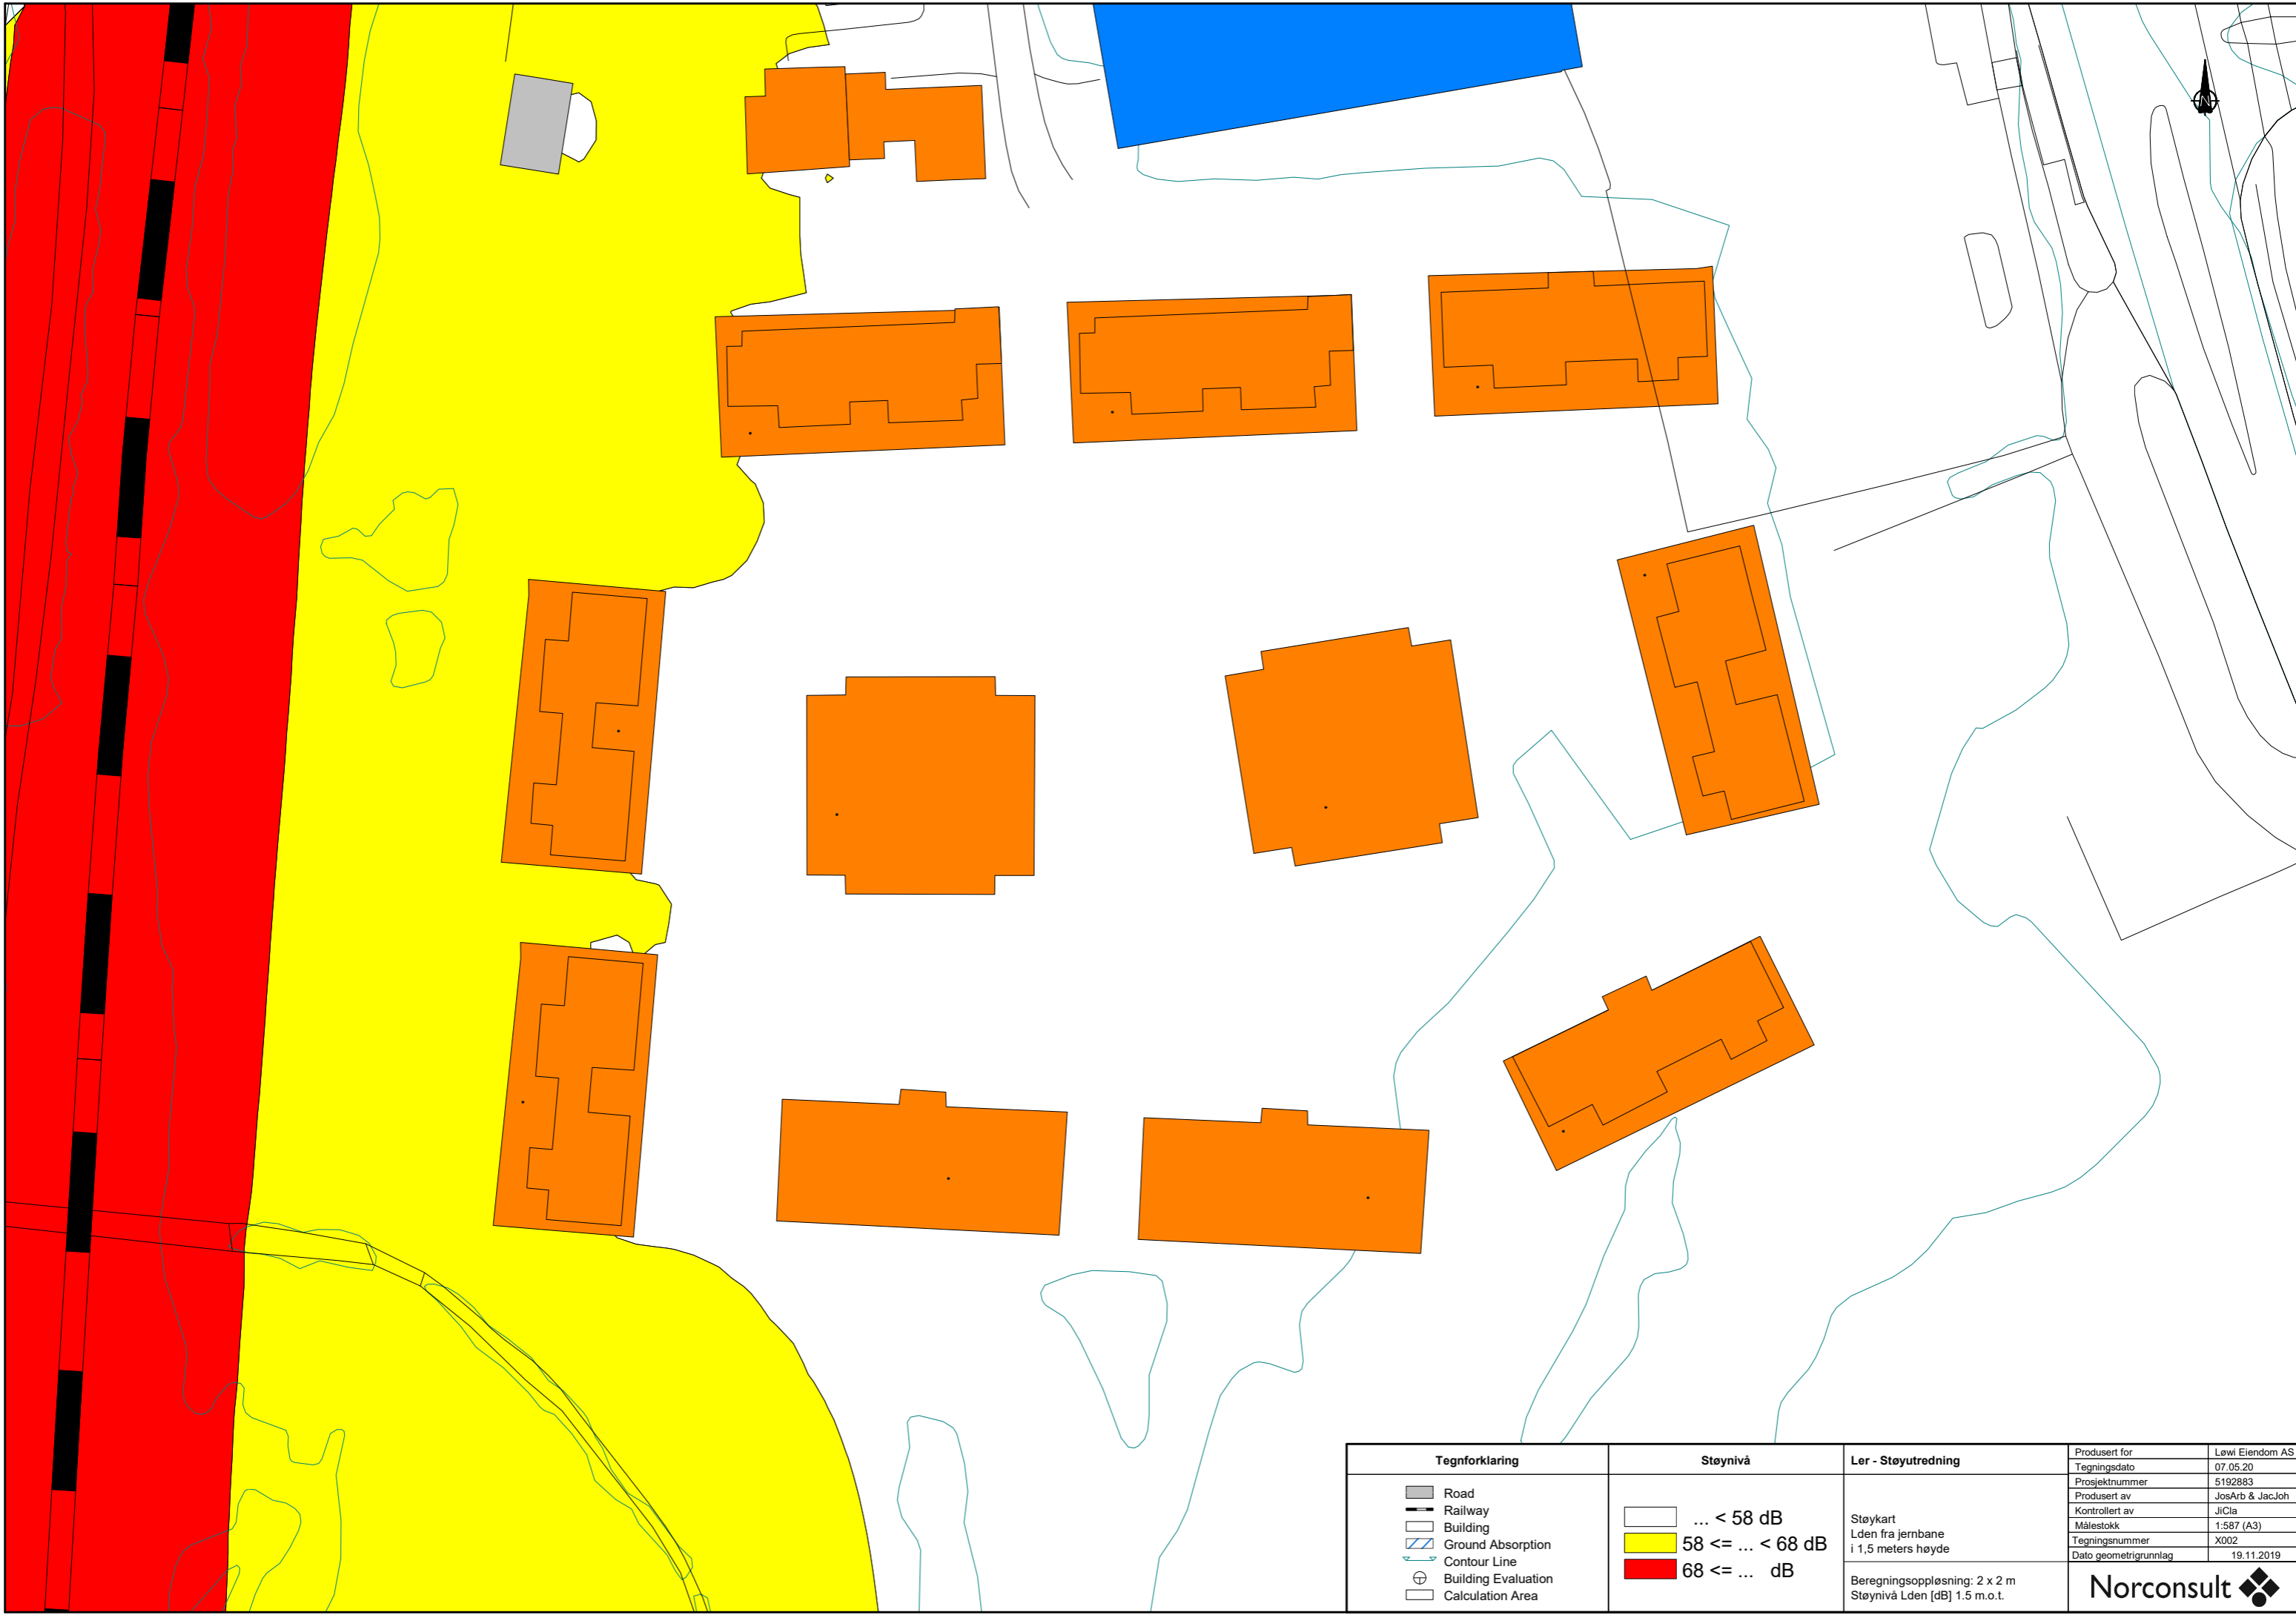 N
Tegnforklaring
Road
Railway
Building
Ground Absorption
Contour Line
Building Evaluation
Calculation Area
Støynivå
... < 58 dB
58 <= ... < 68 dB
68 <= ... dB
Ler - Støyutredning
Støykart
Lden fra jernbane
i 1,5 meters høyde
Beregningsoppløsning: 2 x 2 m
Støynivå Lden [dB] 1.5 m.o.t.
Produsert for Løwi Eiendom AS
Tegningsdato 07.05.20
Prosjektnummer 5192883
Produsert av JosArb & JacJoh
Kontrollert av JiCla
Målestokk 1:587 (A3)
Tegningsnummer X002
Dato geometrigrunnlag 19.11.2019
Norconsult